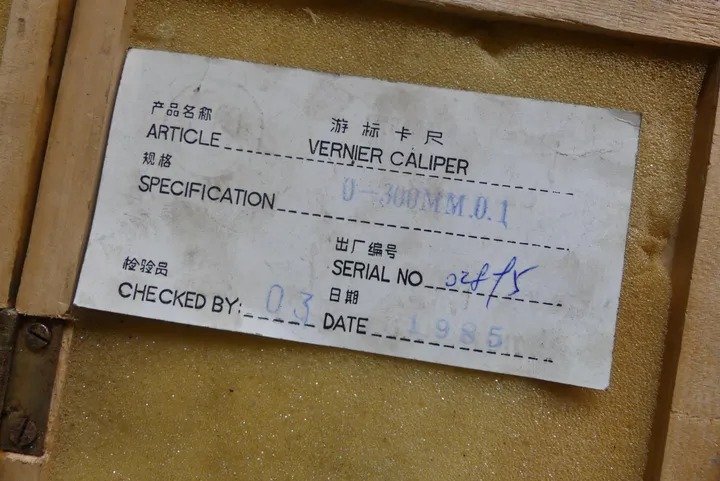 产品名称 游标卡尺
ARTICLE VERNIER CALIPER
规格
SPECIFICATION 0-300MM.0.1
出厂编号
SERIAL NO
检验员 日期
CHECKED BY: 03 DATE 1985